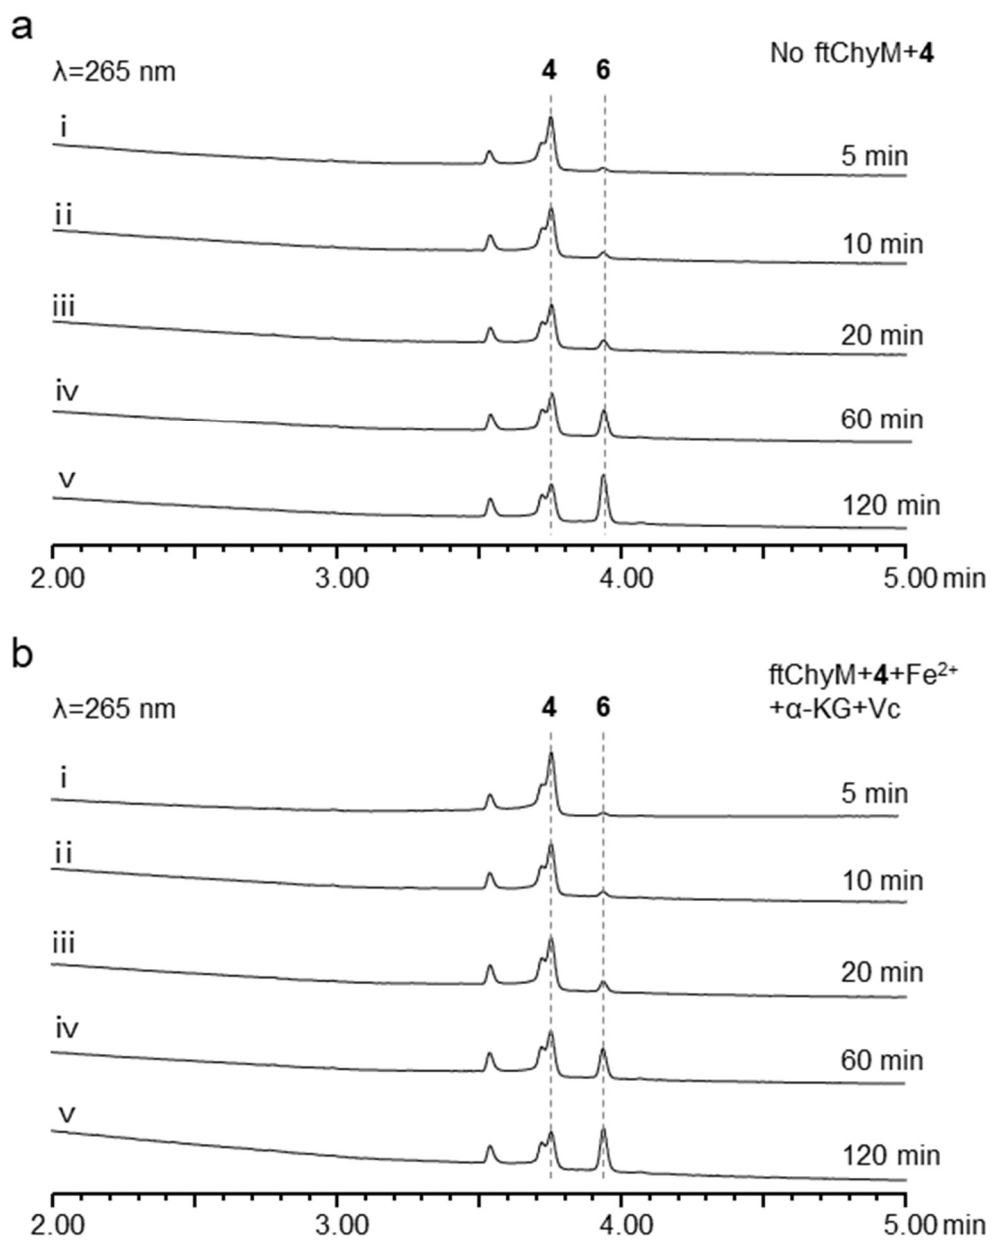 a
λ=265 nm
4 6
No ftChyM+4
i
5 min
ii
10 min
iii
20 min
iv
60 min
v
120 min
2.00 3.00 4.00 5.00 min
b
λ=265 nm
4 6
ftChyM+4+Fe²⁺
+α-KG+Vc
i
5 min
ii
10 min
iii
20 min
iv
60 min
v
120 min
2.00 3.00 4.00 5.00 min